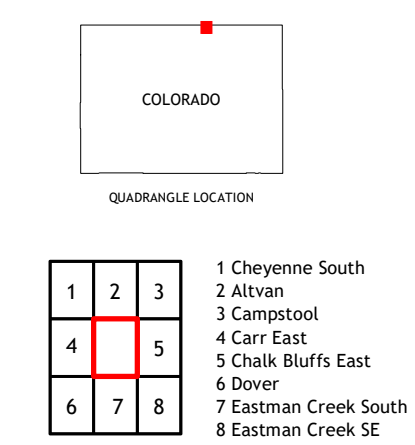 COLORADO
QUADRANGLE LOCATION
1 2 3
4 5
6 7 8
1 Cheyenne South
2 Altvan
3 Campstool
4 Carr East
5 Chalk Bluffs East
6 Dover
7 Eastman Creek South
8 Eastman Creek SE